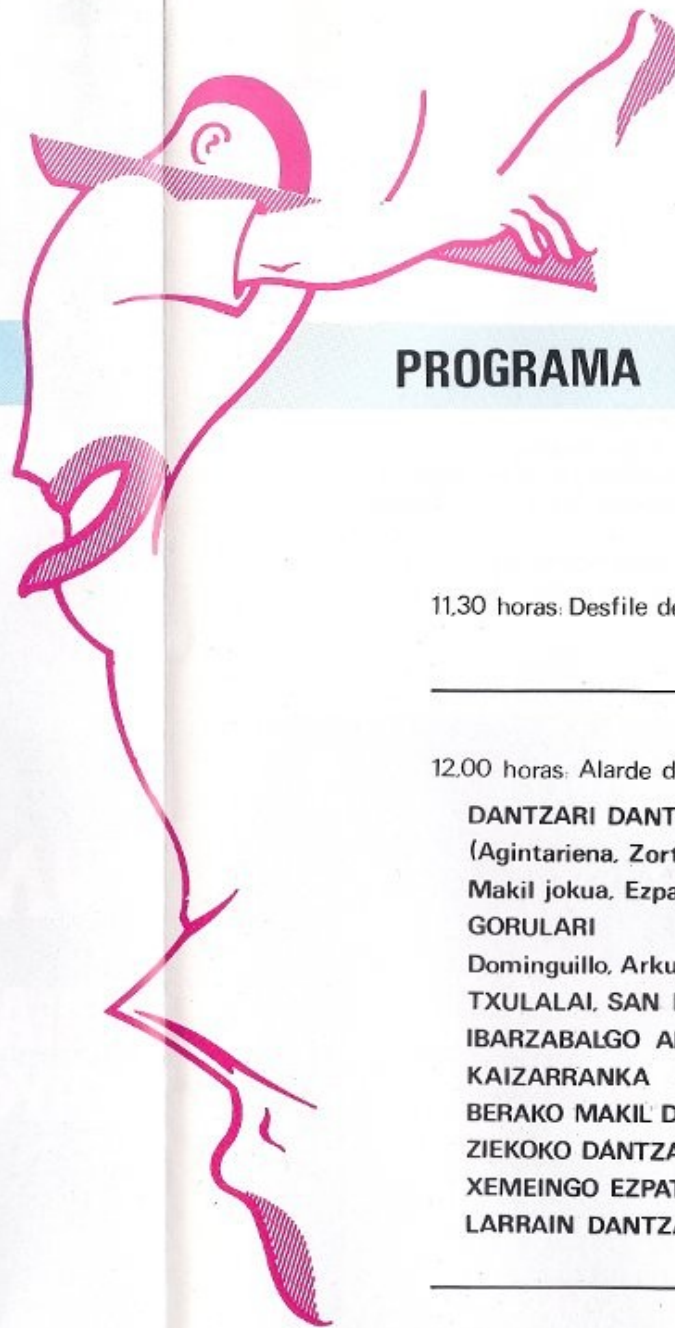 PROGRAMA
11,30 horas: Desfile de
12,00 horas: Alarde d
DANTZARI DANT
(Agintariena, Zort
Makil jokua, Ezpa
GORULARI
Dominguillo, Arku
TXULALAI, SAN
IBARZABALGO A
KAIZARRANKA
BERAKO MAKIL D
ZIEKOKO DANTZA
XEMEINGO EZPAT
LARRAIN DANTZA